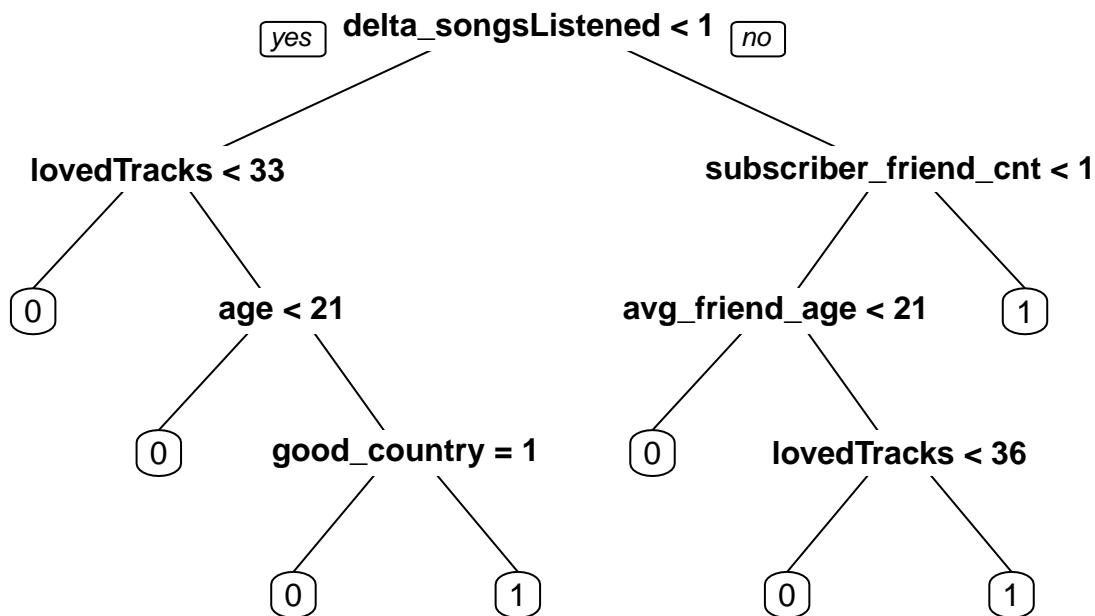 delta_songsListened < 1
yes
no
lovedTracks < 33
subscriber_friend_cnt < 1
0
age < 21
avg_friend_age < 21
1
0
good_country = 1
0
lovedTracks < 36
0
1
0
1